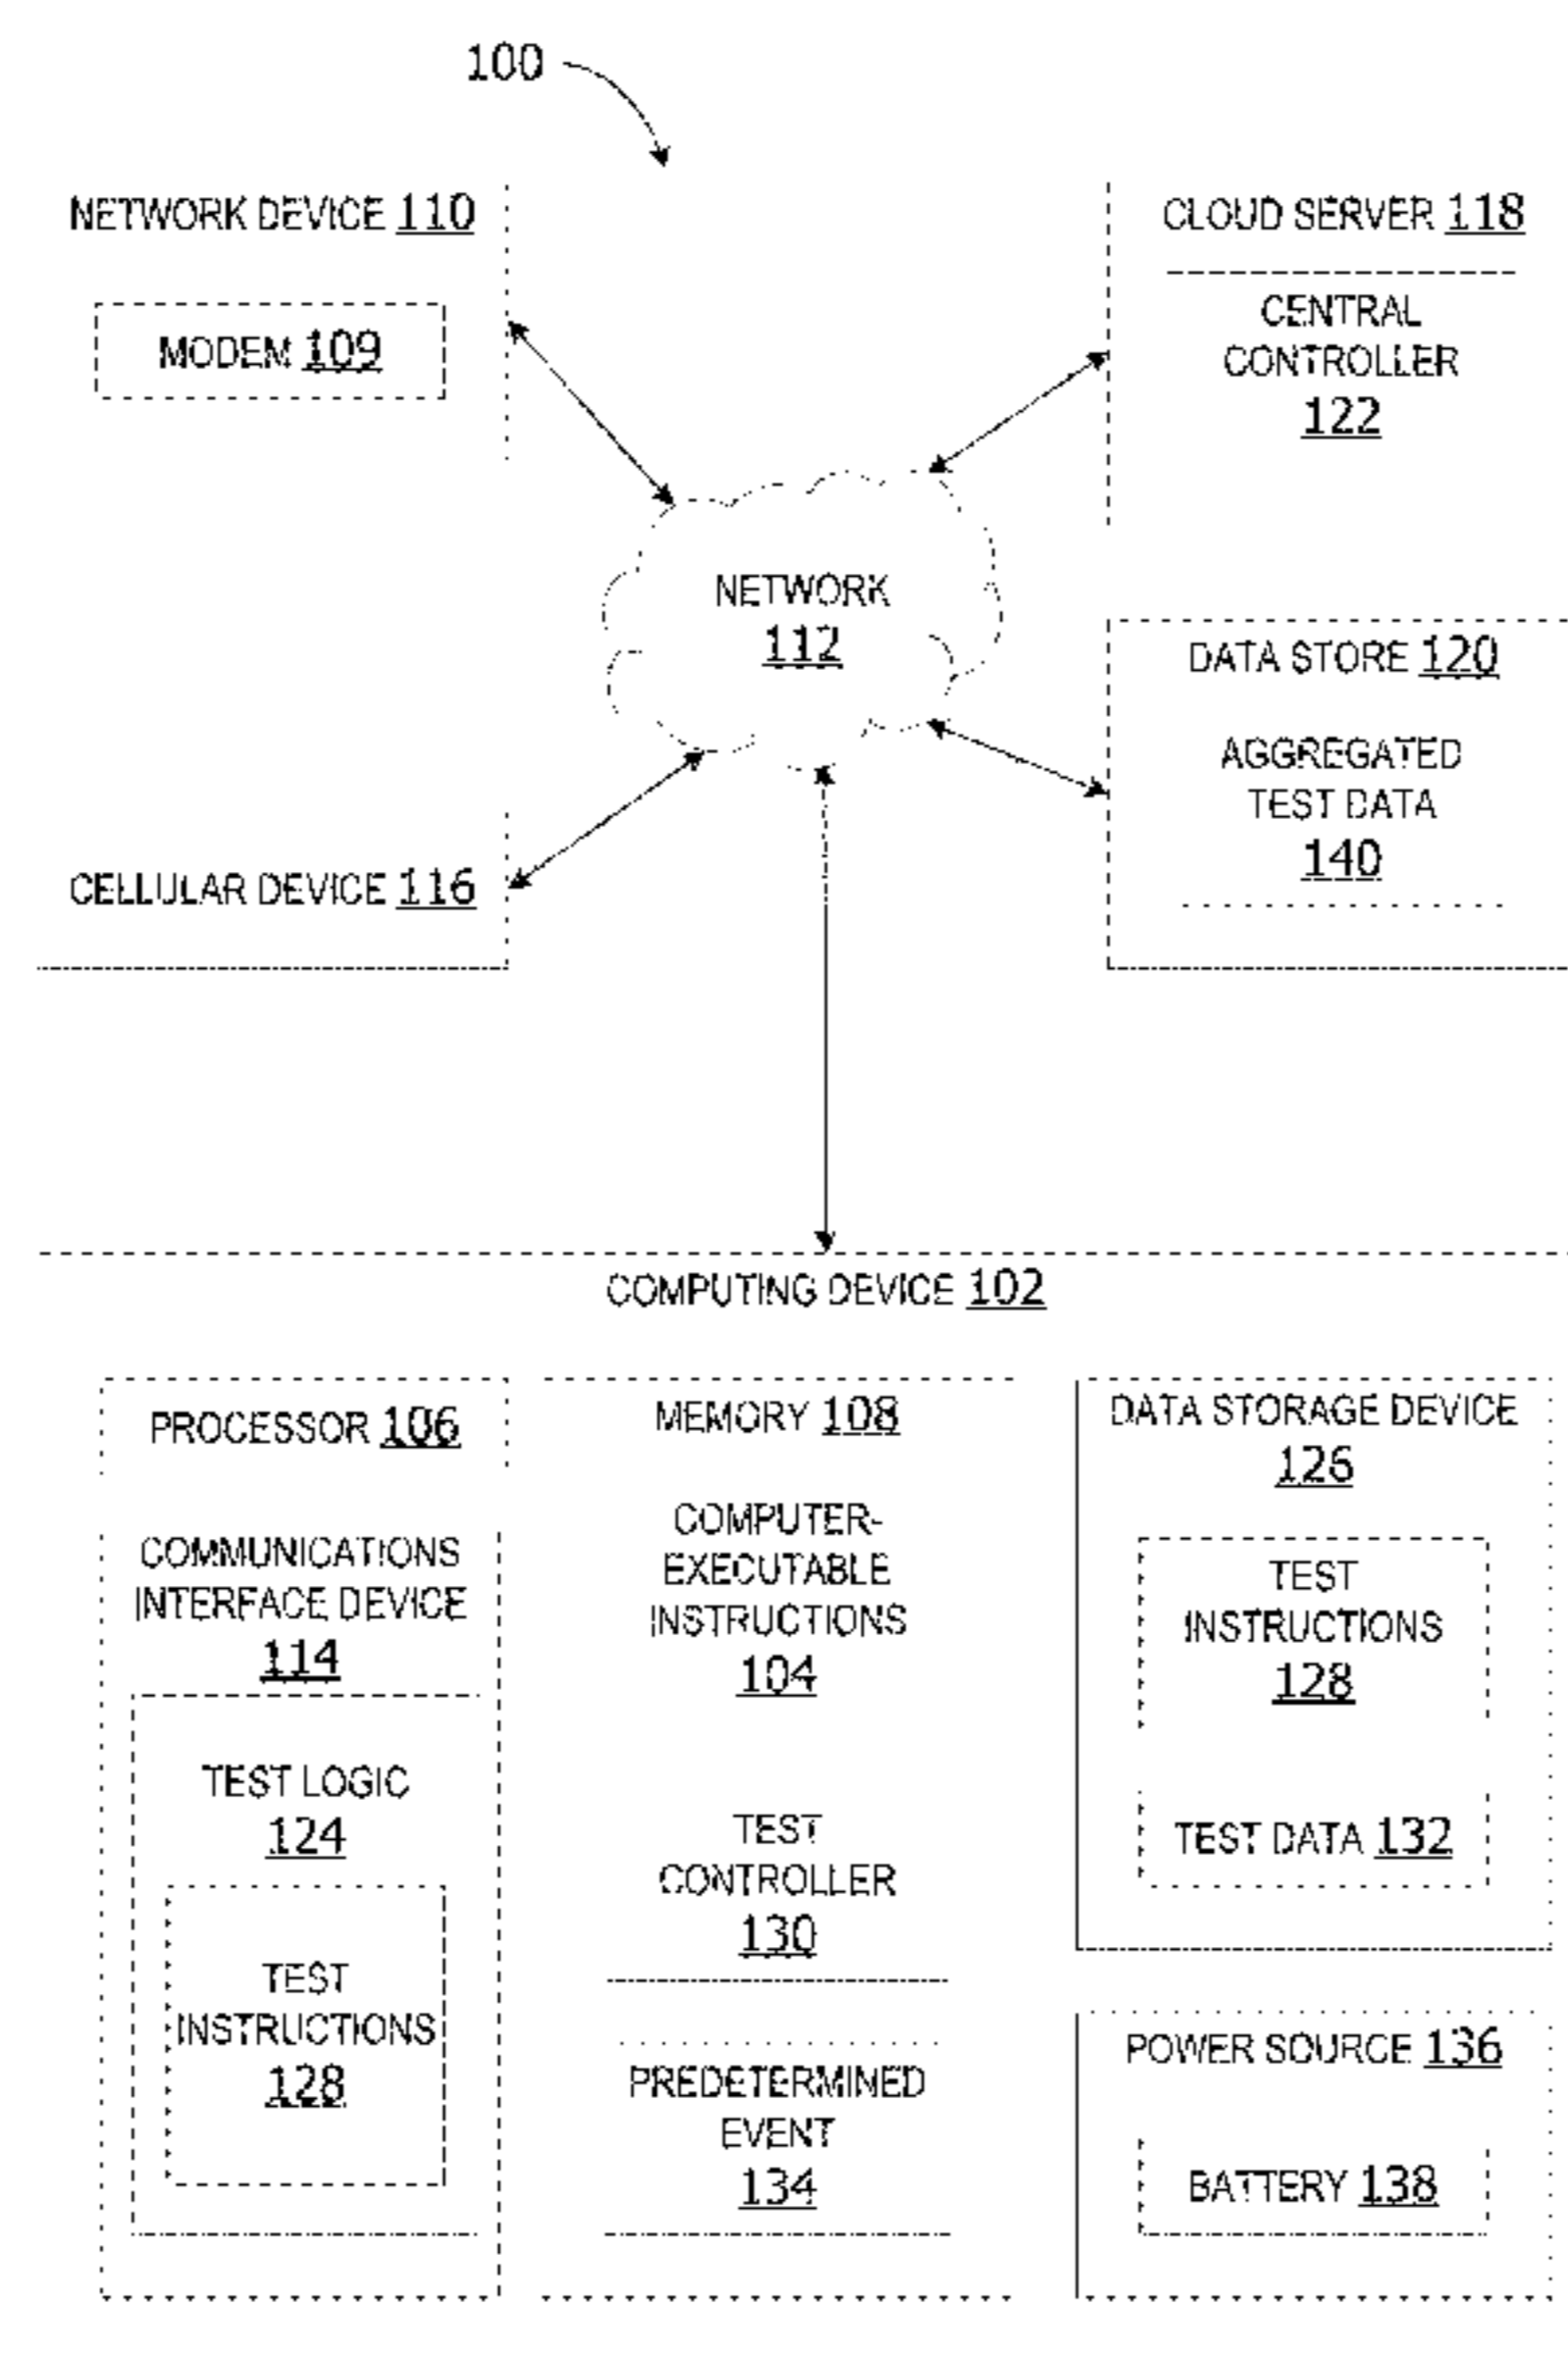 100
NETWORK DEVICE 110
MODEM 109
CLOUD SERVER 118
CENTRAL
CONTROLLER
122
NETWORK
112
DATA STORE 120
AGGREGATED
TEST DATA
140
CELLULAR DEVICE 116
COMPUTING DEVICE 102
PROCESSOR 106
COMMUNICATIONS
INTERFACE DEVICE
114
TEST LOGIC
124
TEST
INSTRUCTIONS
128
MEMORY 108
COMPUTER-
EXECUTABLE
INSTRUCTIONS
104
TEST
CONTROLLER
130
PREDETERMINED
EVENT
134
DATA STORAGE DEVICE
126
TEST
INSTRUCTIONS
128
TEST DATA 132
POWER SOURCE 136
BATTERY 138